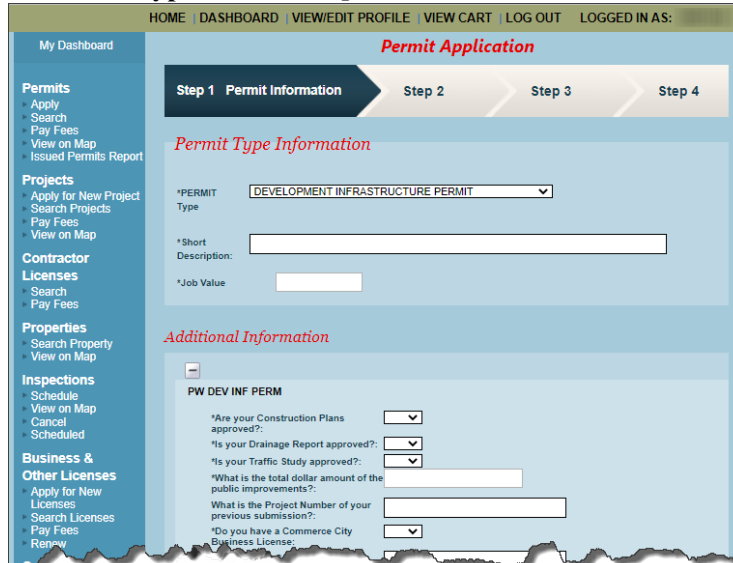 HOME | DASHBOARD | VIEW/EDIT PROFILE | VIEW CART | LOG OUT LOGGED IN AS:
My Dashboard
Permits
Apply
Search
Pay Fees
View on Map
Issued Permits Report
Projects
Apply for New Project
Search Projects
Pay Fees
View on Map
Contractor
Licenses
Search
Pay Fees
Properties
Search Property
View on Map
Inspections
Schedule
View on Map
Cancel
Scheduled
Business &
Other Licenses
Apply for New
Licenses
Search Licenses
Pay Fees
Renew
Permit Application
Step 1 Permit Information
Step 2
Step 3
Step 4
Permit Type Information
*PERMIT
Type
DEVELOPMENT INFRASTRUCTURE PERMIT
*Short
Description:
*Job Value
Additional Information
PW DEV INF PERM
*Are your Construction Plans
approved?:
*Is your Drainage Report approved?:
*Is your Traffic Study approved?:
*What is the total dollar amount of the
public improvements?:
What is the Project Number of your
previous submission?:
*Do you have a Commerce City
Business License: